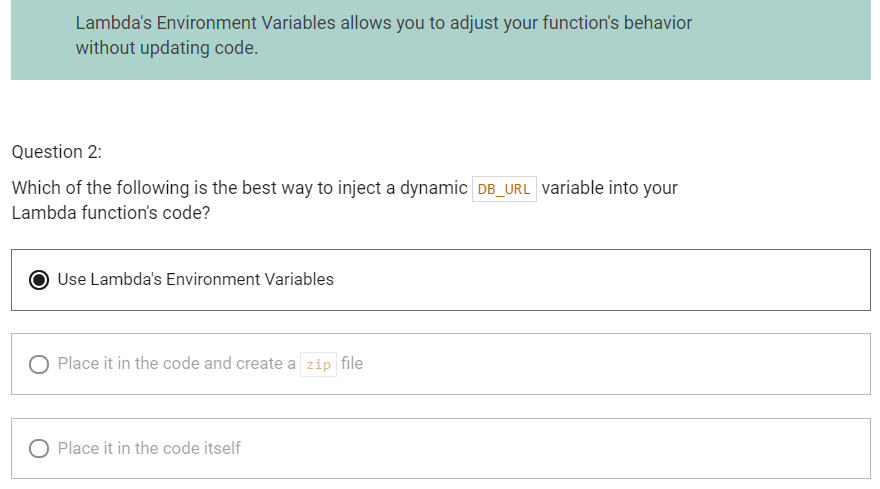 Lambda's Environment Variables allows you to adjust your function's behavior
without updating code.
Question 2:
Which of the following is the best way to inject a dynamic DB_URL variable into your
Lambda function's code?
Use Lambda's Environment Variables
Place it in the code and create a zip file
Place it in the code itself